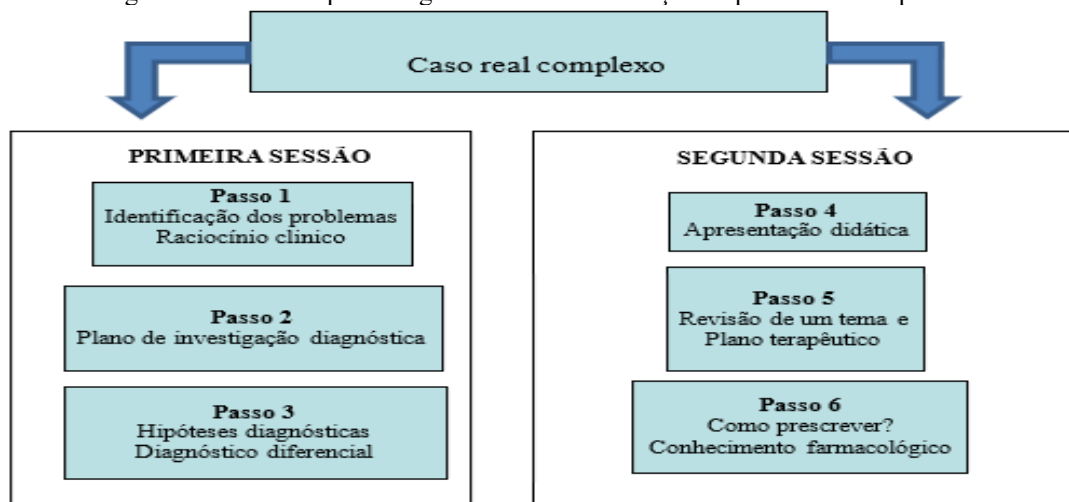 Caso real complexo
PRIMEIRA SESSÃO
Passo 1
Identificação dos problemas
Raciocínio clinico
Passo 2
Plano de investigação diagnóstica
Passo 3
Hipóteses diagnósticas
Diagnóstico diferencial
SEGUNDA SESSÃO
Passo 4
Apresentação didática
Passo 5
Revisão de um tema e
Plano terapêutico
Passo 6
Como prescrever?
Conhecimento farmacológico